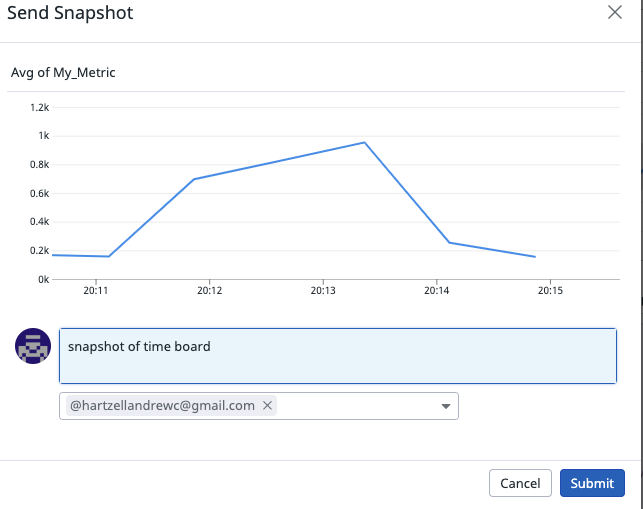 Send Snapshot
Avg of My_Metric
1.2k
1k
0.8k
0.6k
0.4k
0.2k
0k
20:11 20:12 20:13 20:14 20:15
snapshot of time board
@hartzellandrewc@gmail.com
Cancel Submit